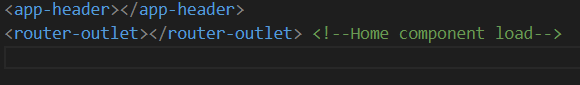 <app-header></app-header>
<router-outlet></router-outlet> <!--Home component load-->